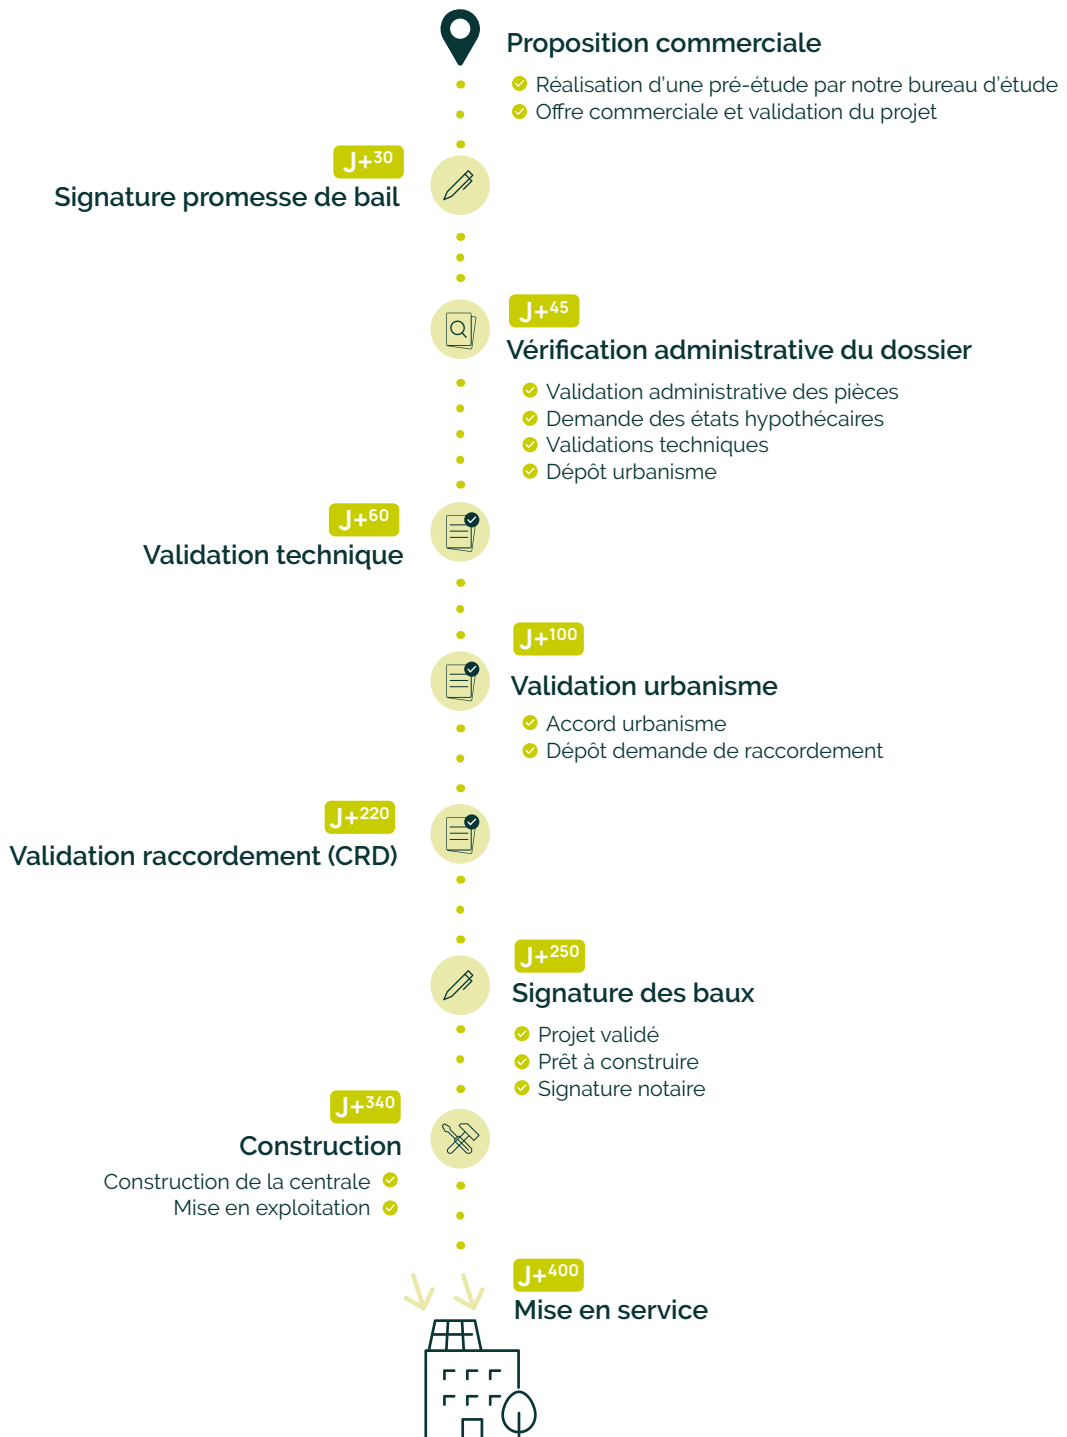 Proposition commerciale
Réalisation d'une pré-étude par notre bureau d'étude
Offre commerciale et validation du projet
J+30
Signature promesse de bail
J+45
Vérification administrative du dossier
Validation administrative des pièces
Demande des états hypothécaires
Validations techniques
Dépôt urbanisme
J+60
Validation technique
J+100
Validation urbanisme
Accord urbanisme
Dépôt demande de raccordement
J+220
Validation raccordement (CRD)
J+250
Signature des baux
Projet validé
Prêt à construire
Signature notaire
J+340
Construction
Construction de la centrale
Mise en exploitation
J+400
Mise en service